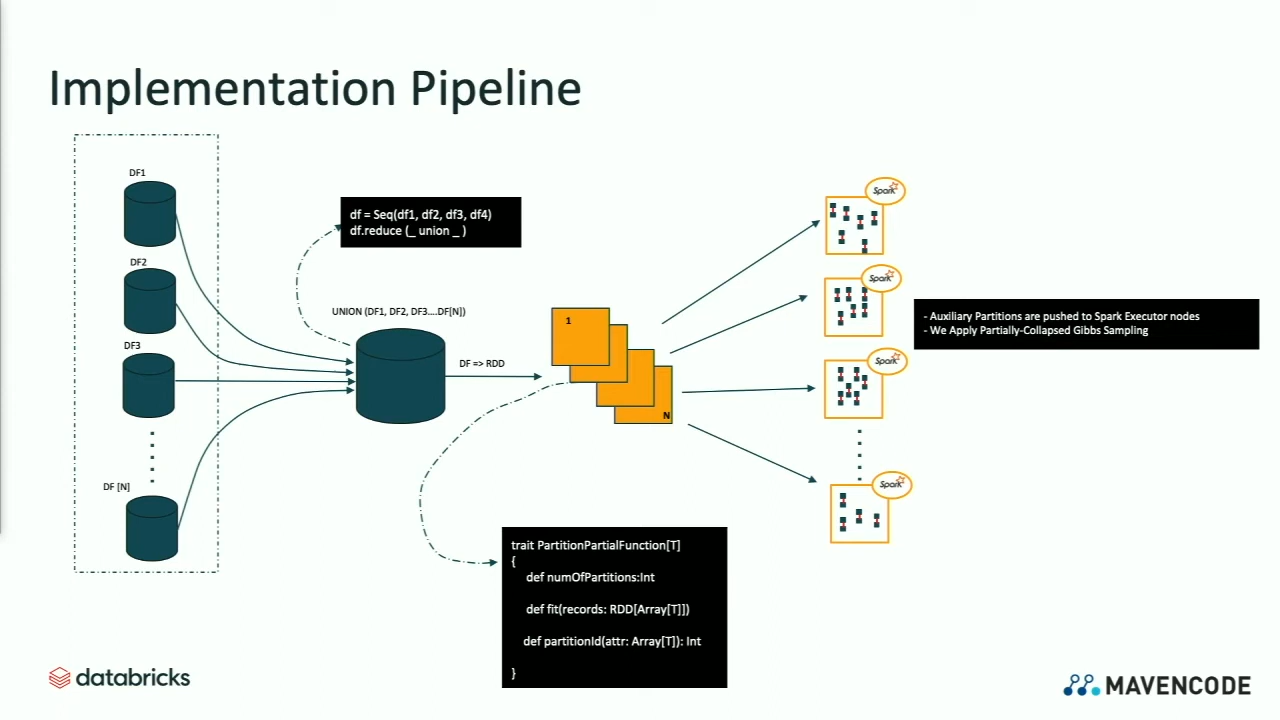 Implementation Pipeline
DF1
DF2
DF3
DF [N]
df = Seq(df1, df2, df3, df4)
df.reduce (_ union _ )
UNION (DF1, DF2, DF3....DF[N])
DF => RDD
1
N
trait PartitionPartialFunction[T]
{
def numOfPartitions:Int
def fit(records: RDD[Array[T]])
def partitionId(attr: Array[T]): Int
}
Spark
Spark
Spark
Spark
- Auxiliary Partitions are pushed to Spark Executor nodes
- We Apply Partially-Collapsed Gibbs Sampling
databricks
MAVENCODE